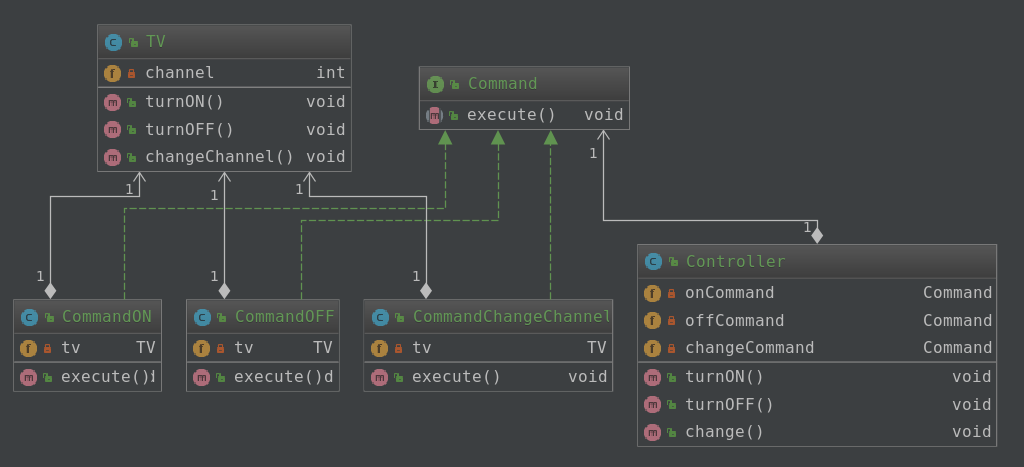 TV
channel int
turnON() void
turnOFF() void
changeChannel() void
Command
execute() void
1
1
1
1
1
1
1
1
CommandON
tv TV
execute()
CommandOFF
tv TV
execute()d
CommandChangeChannel
tv TV
execute() void
Controller
onCommand Command
offCommand Command
changeCommand Command
turnON() void
turnOFF() void
change() void